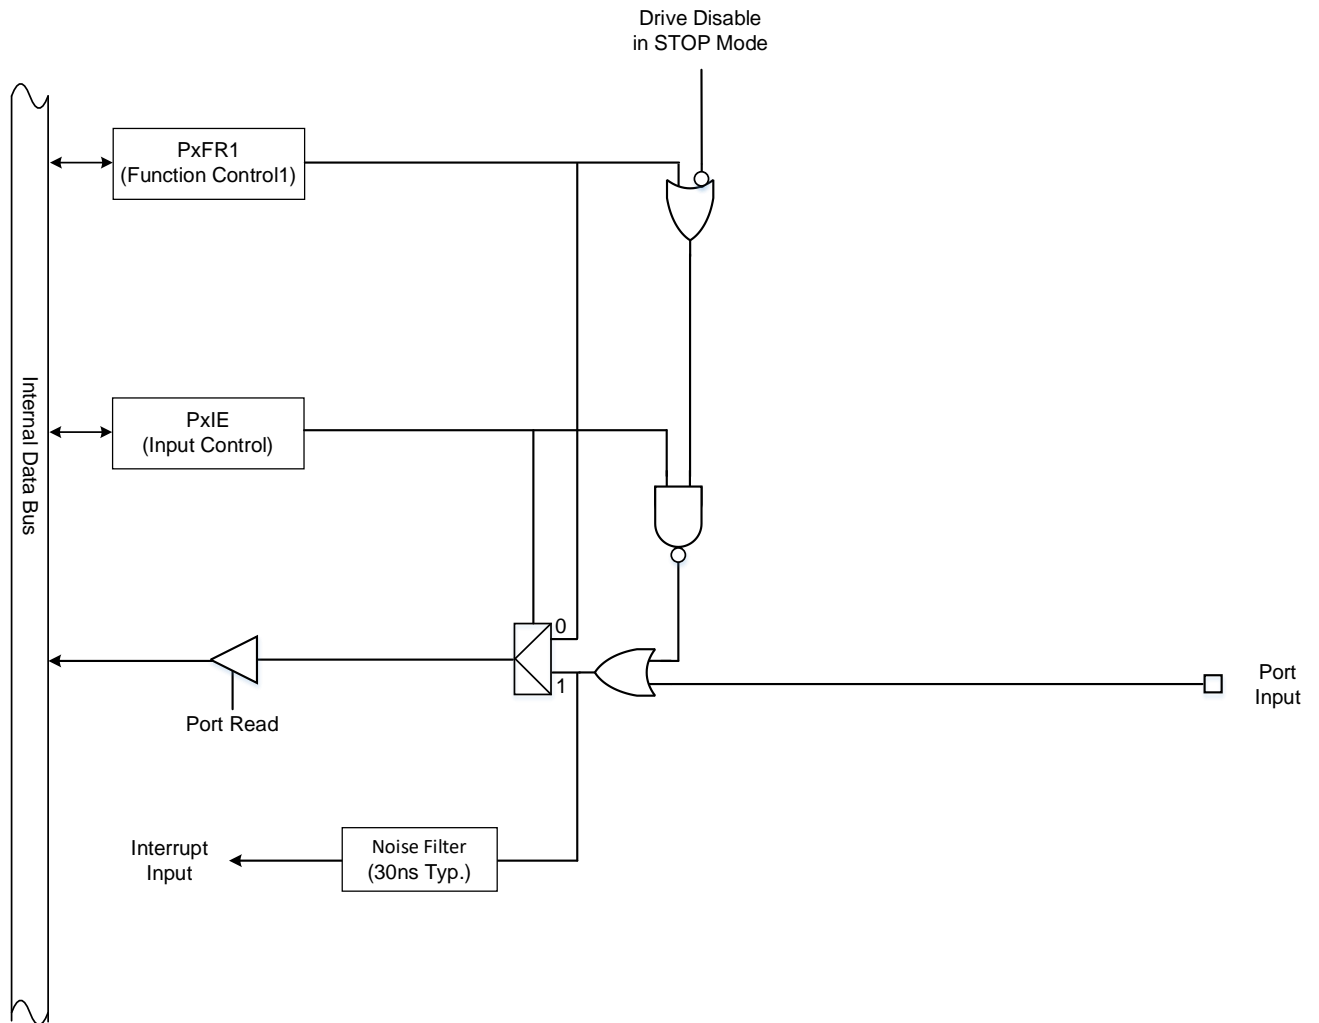 Drive Disable
in STOP Mode
PxFR1
(Function Control1)
Internal Data Bus
PxIE
(Input Control)
0
1
Port Read
Port
Input
Interrupt
Input
Noise Filter
(30ns Typ.)